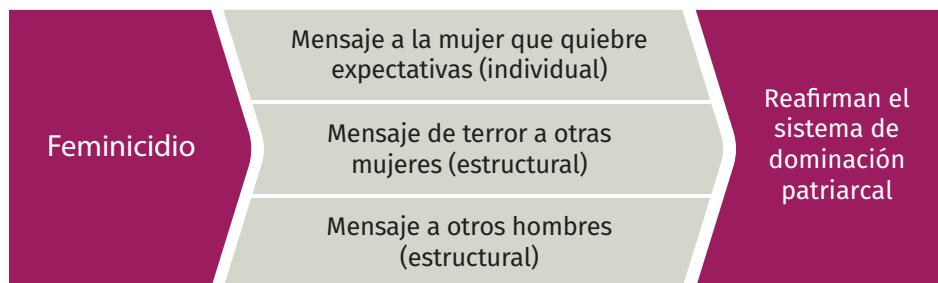 Feminicidio
Mensaje a la mujer que quiebre
expectativas (individual)
Mensaje de terror a otras
mujeres (estructural)
Mensaje a otros hombres
(estructural)
Reafirman el
sistema de
dominación
patriarcal